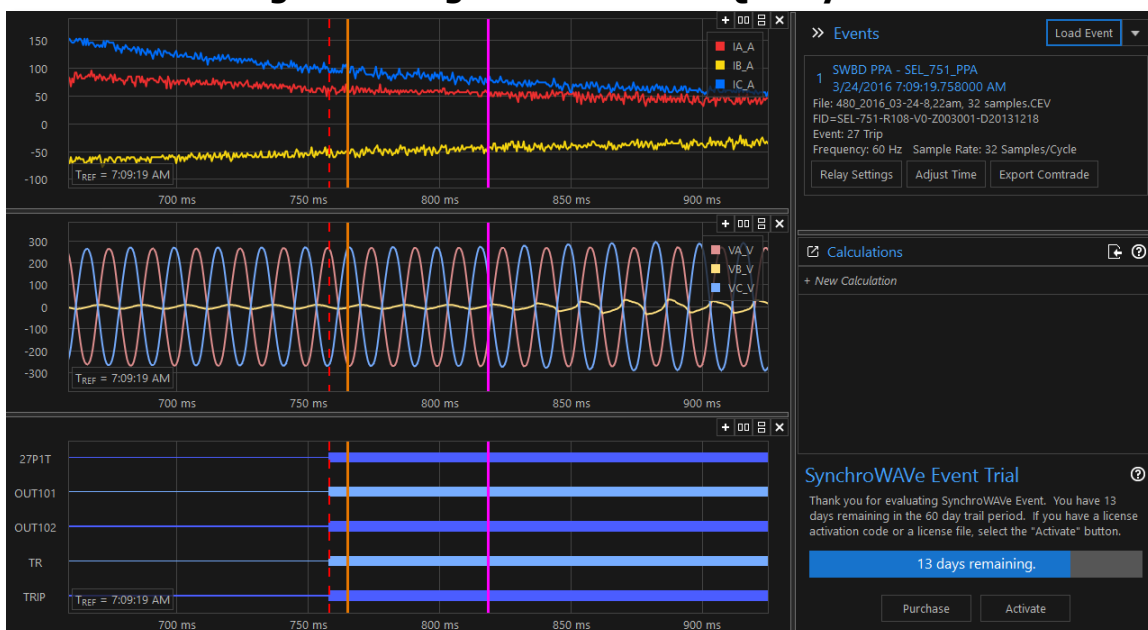 150
100
50
0
-50
-100
IA_A
IB_A
IC_A
TREF = 7:09:19 AM
700 ms
750 ms
800 ms
850 ms
900 ms
300
200
100
0
-100
-200
-300
VA_V
VB_V
VC_V
TREF = 7:09:19 AM
700 ms
750 ms
800 ms
850 ms
900 ms
27P1T
OUT101
OUT102
TR
TRIP
TREF = 7:09:19 AM
700 ms
750 ms
800 ms
850 ms
900 ms
Events
Load Event
1 SWBD PPA - SEL_751_PPA
3/24/2016 7:09:19.758000 AM
File: 480_2016_03-24-8,22am, 32 samples.CEV
FID=SEL-751-R108-V0-Z003001-D20131218
Event: 27 Trip
Frequency: 60 Hz Sample Rate: 32 Samples/Cycle
Relay Settings
Adjust Time
Export Comtrade
Calculations
+ New Calculation
SynchroWAVe Event Trial
Thank you for evaluating SynchroWAVe Event. You have 13
days remaining in the 60 day trail period. If you have a license
activation code or a license file, select the "Activate" button.
13 days remaining.
Purchase
Activate